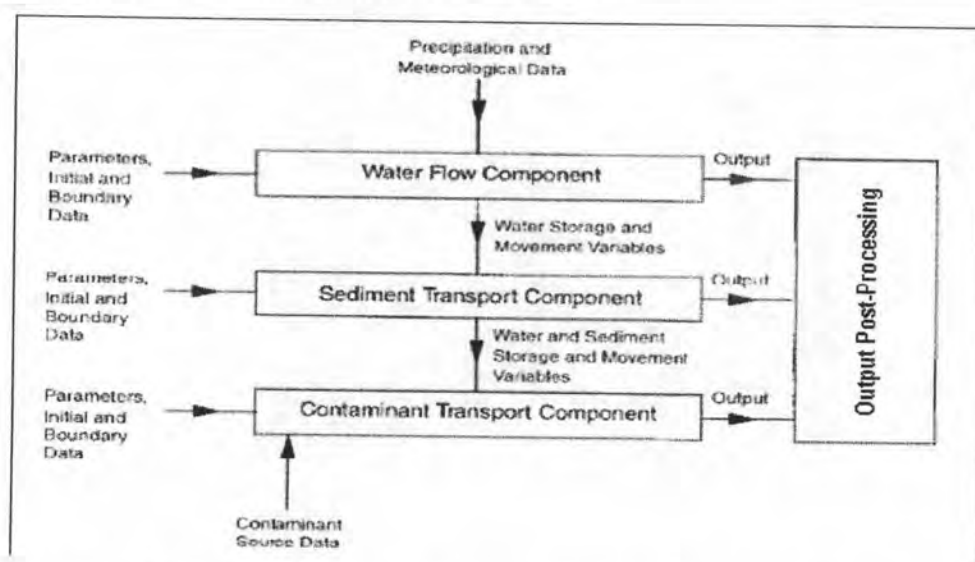 Precipitation and
Meteorological Data
Parameters,
Initial and
Boundary
Data
Water Flow Component
Output
Water Storage and
Movement Variables
Parameters,
Initial and
Boundary
Data
Sediment Transport Component
Output
Water and Sediment
Storage and Movement
Variables
Parameters,
Initial and
Boundary
Data
Contaminant Transport Component
Output
Contaminant
Source Data
Output Post-Processing